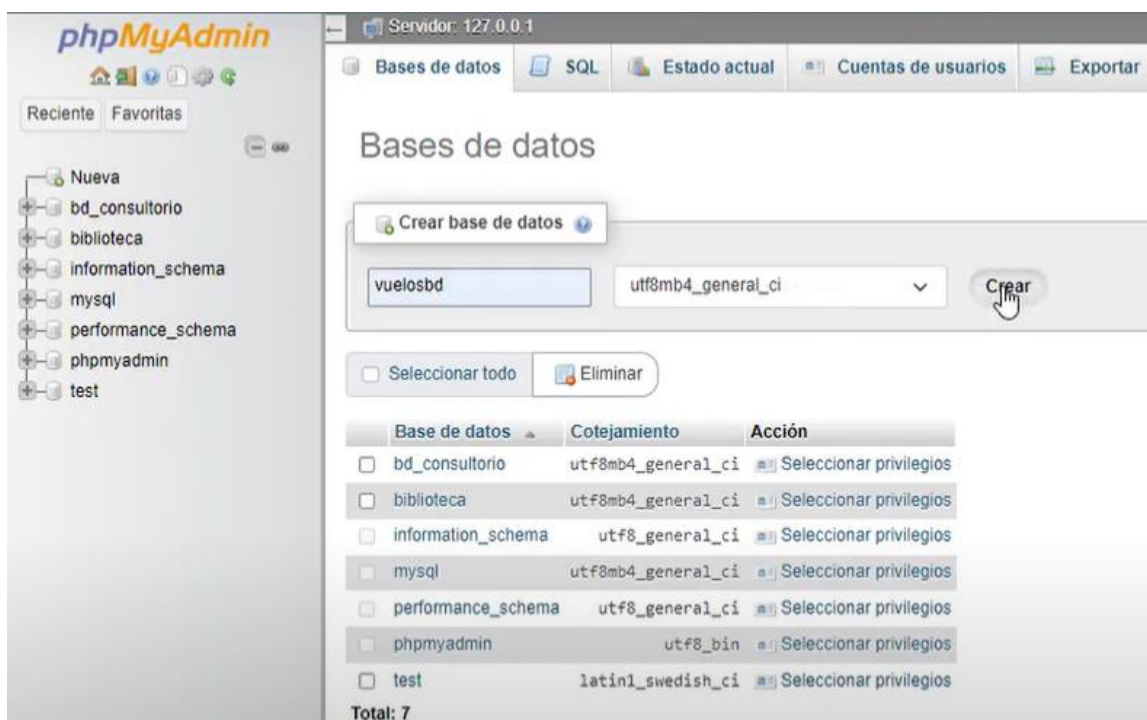 phpMyAdmin
Reciente Favoritas
Nueva
bd_consultorio
biblioteca
information_schema
mysql
performance_schema
phpmyadmin
test
Servidor: 127.0.0.1
Bases de datos SQL Estado actual Cuentas de usuarios Exportar
Bases de datos
Crear base de datos
vuelosbd utf8mb4_general_ci Crear
Seleccionar todo Eliminar
Base de datos Cotejamiento Acción
bd_consultorio utf8mb4_general_ci Seleccionar privilegios
biblioteca utf8mb4_general_ci Seleccionar privilegios
information_schema utf8_general_ci Seleccionar privilegios
mysql utf8mb4_general_ci Seleccionar privilegios
performance_schema utf8_general_ci Seleccionar privilegios
phpmyadmin utf8_bin Seleccionar privilegios
test latin1_swedish_ci Seleccionar privilegios
Total: 7